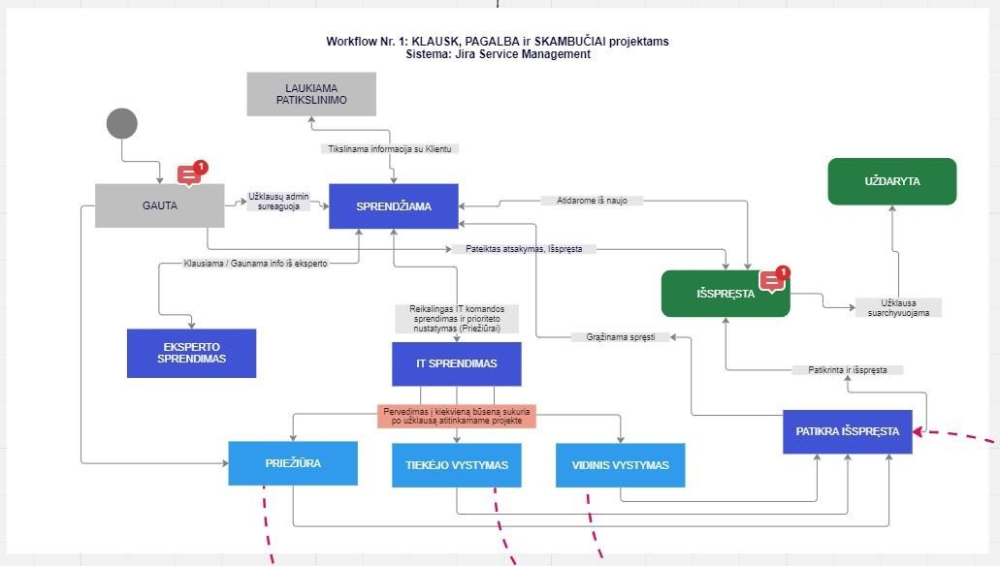 Workflow Nr. 1: KLAUSK, PAGALBA ir SKAMBUČIAI projektams
Sistema: Jira Service Management
LAUKIAMA
PATIKSLINIMO
Tikslinama informacija su Klientu
1
GAUTA
Užklausų admin
sureaguoja
SPRENDŽIAMA
Atidarome iš naujo
UŽDARYTA
Pateiktas atsakymas, Išspręsta
Klausiama / Gaunama info iš eksperto
1
IŠSPRĘSTA
Užklausa
suarchyvuojama
Reikalingas IT komandos
sprendimas ir prioriteto
nustatymas (Priežiūrai)
Grąžinama spręsti
EKSPERTO
SPRENDIMAS
IT SPRENDIMAS
Patikrinta ir išspręsta
Pervedimas į kiekvieną būseną sukuria
po užklausą atitinkamame projekte
PATIKRA IŠSPRĘSTA
PRIEŽIŪRA
TIEKĖJO VYSTYMAS
VIDINIS VYSTYMAS